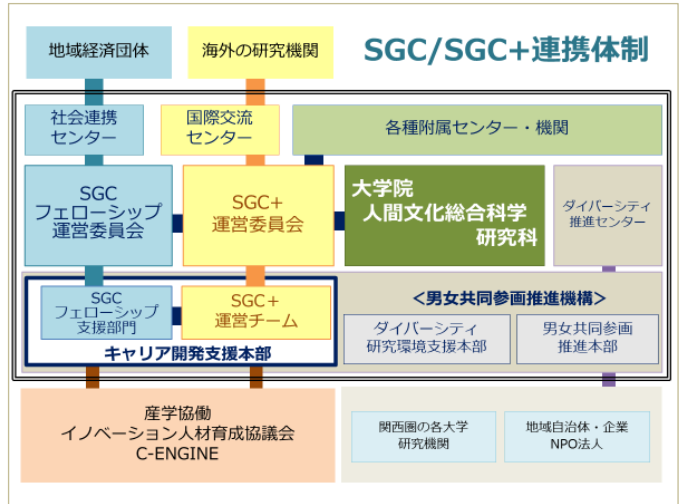 SGC/SGC+連携体制
地域経済団体
海外の研究機関
社会連携
センター
国際交流
センター
各種附属センター・機関
SGC
フェローシップ
運営委員会
SGC+
運営委員会
大学院
人間文化総合科学
研究科
ダイバーシティ
推進センター
SGC
フェローシップ
支援部門
SGC+
運営チーム
キャリア開発支援本部
<男女共同参画推進機構>
ダイバーシティ
研究環境支援本部
男女共同参画
推進本部
産学協働
イノベーション人材育成協議会
C-ENGINE
関西圏の各大学
研究機関
地域自治体・企業
NPO法人